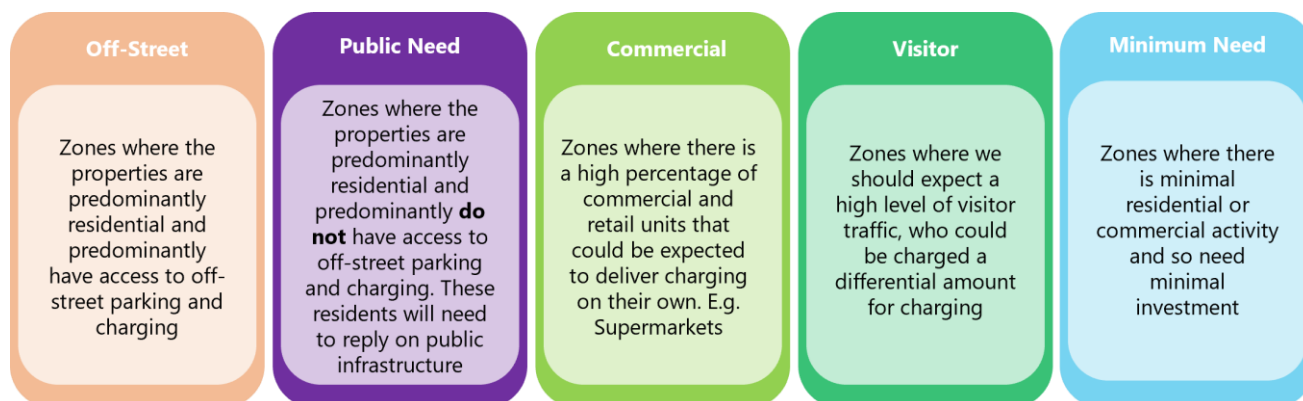 Off-Street
Zones where the
properties are
predominantly
residential and
predominantly
have access to off-
street parking and
charging
Public Need
Zones where the
properties are
predominantly
residential and
predominantly do
not have access to
off-street parking
and charging. These
residents will need
to reply on public
infrastructure
Commercial
Zones where there is
a high percentage of
commercial and
retail units that
could be expected
to deliver charging
on their own. E.g.
Supermarkets
Visitor
Zones where we
should expect a
high level of visitor
traffic, who could
be charged a
differential amount
for charging
Minimum Need
Zones where there
is minimal
residential or
commercial activity
and so need
minimal
investment